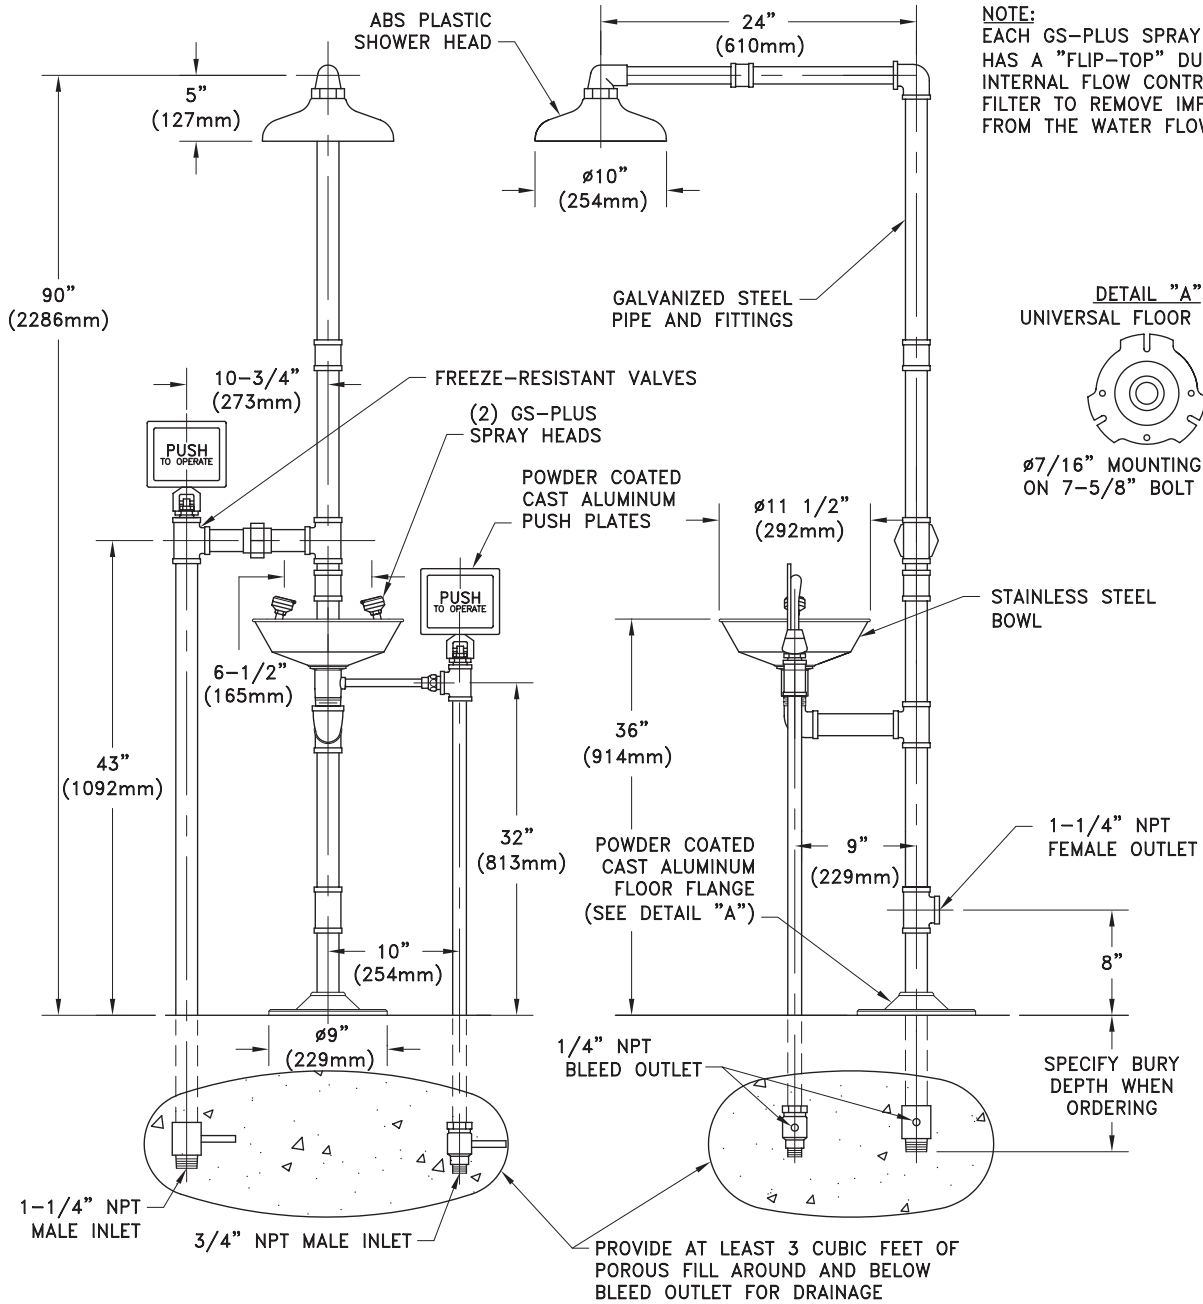 ABS PLASTIC
SHOWER HEAD
24"
(610mm)
NOTE:
EACH GS-PLUS SPRAY
HAS A "FLIP-TOP"
INTERNAL FLOW
FILTER TO REMOVE
FROM THE WATER
5"
(127mm)
ø10"
(254mm)
90"
(2286mm)
GALVANIZED STEEL
PIPE AND FITTINGS
DETAIL "A"
UNIVERSAL FLOOR
10-3/4"
(273mm)
FREEZE-RESISTANT VALVES
(2) GS-PLUS
SPRAY HEADS
PUSH
TO OPERATE
POWDER COATED
CAST ALUMINUM
PUSH PLATES
ø7/16" MOUNTING
ON 7-5/8" BOLT
ø11 1/2"
(292mm)
PUSH
TO OPERATE
STAINLESS STEEL
BOWL
6-1/2"
(165mm)
36"
(914mm)
43"
(1092mm)
32"
(813mm)
POWDER COATED
CAST ALUMINUM
FLOOR FLANGE
(SEE DETAIL "A")
9"
(229mm)
1-1/4" NPT
FEMALE OUTLET
10"
(254mm)
8"
ø9"
(229mm)
1/4" NPT
BLEED OUTLET
SPECIFY BURY
DEPTH WHEN
ORDERING
1-1/4" NPT
MALE INLET
3/4" NPT MALE INLET
PROVIDE AT LEAST 3 CUBIC FEET OF
POROUS FILL AROUND AND BELOW
BLEED OUTLET FOR DRAINAGE